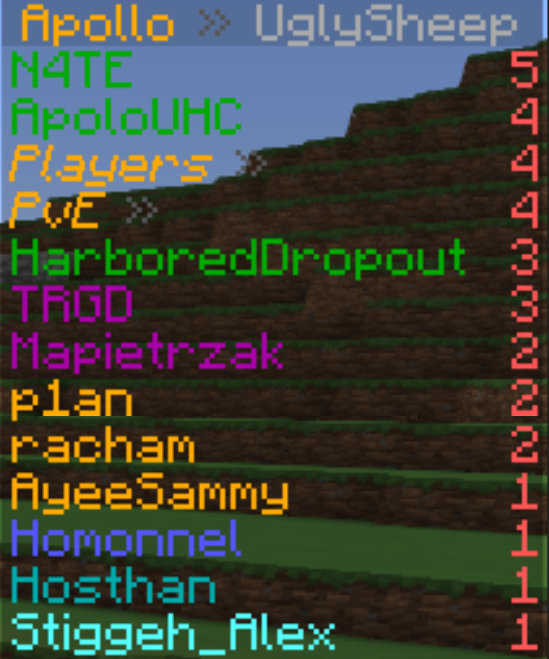 Apollo » UglySheep
N4TE 5
ApoloUHC 4
Players » 4
PvE » 4
HarboredDropout 3
TRGD 3
Mapietrzak 2
p1an 2
racham 2
AyeeSammy 1
Homonnel 1
Hosthan 1
Stiggeh_Alex 1